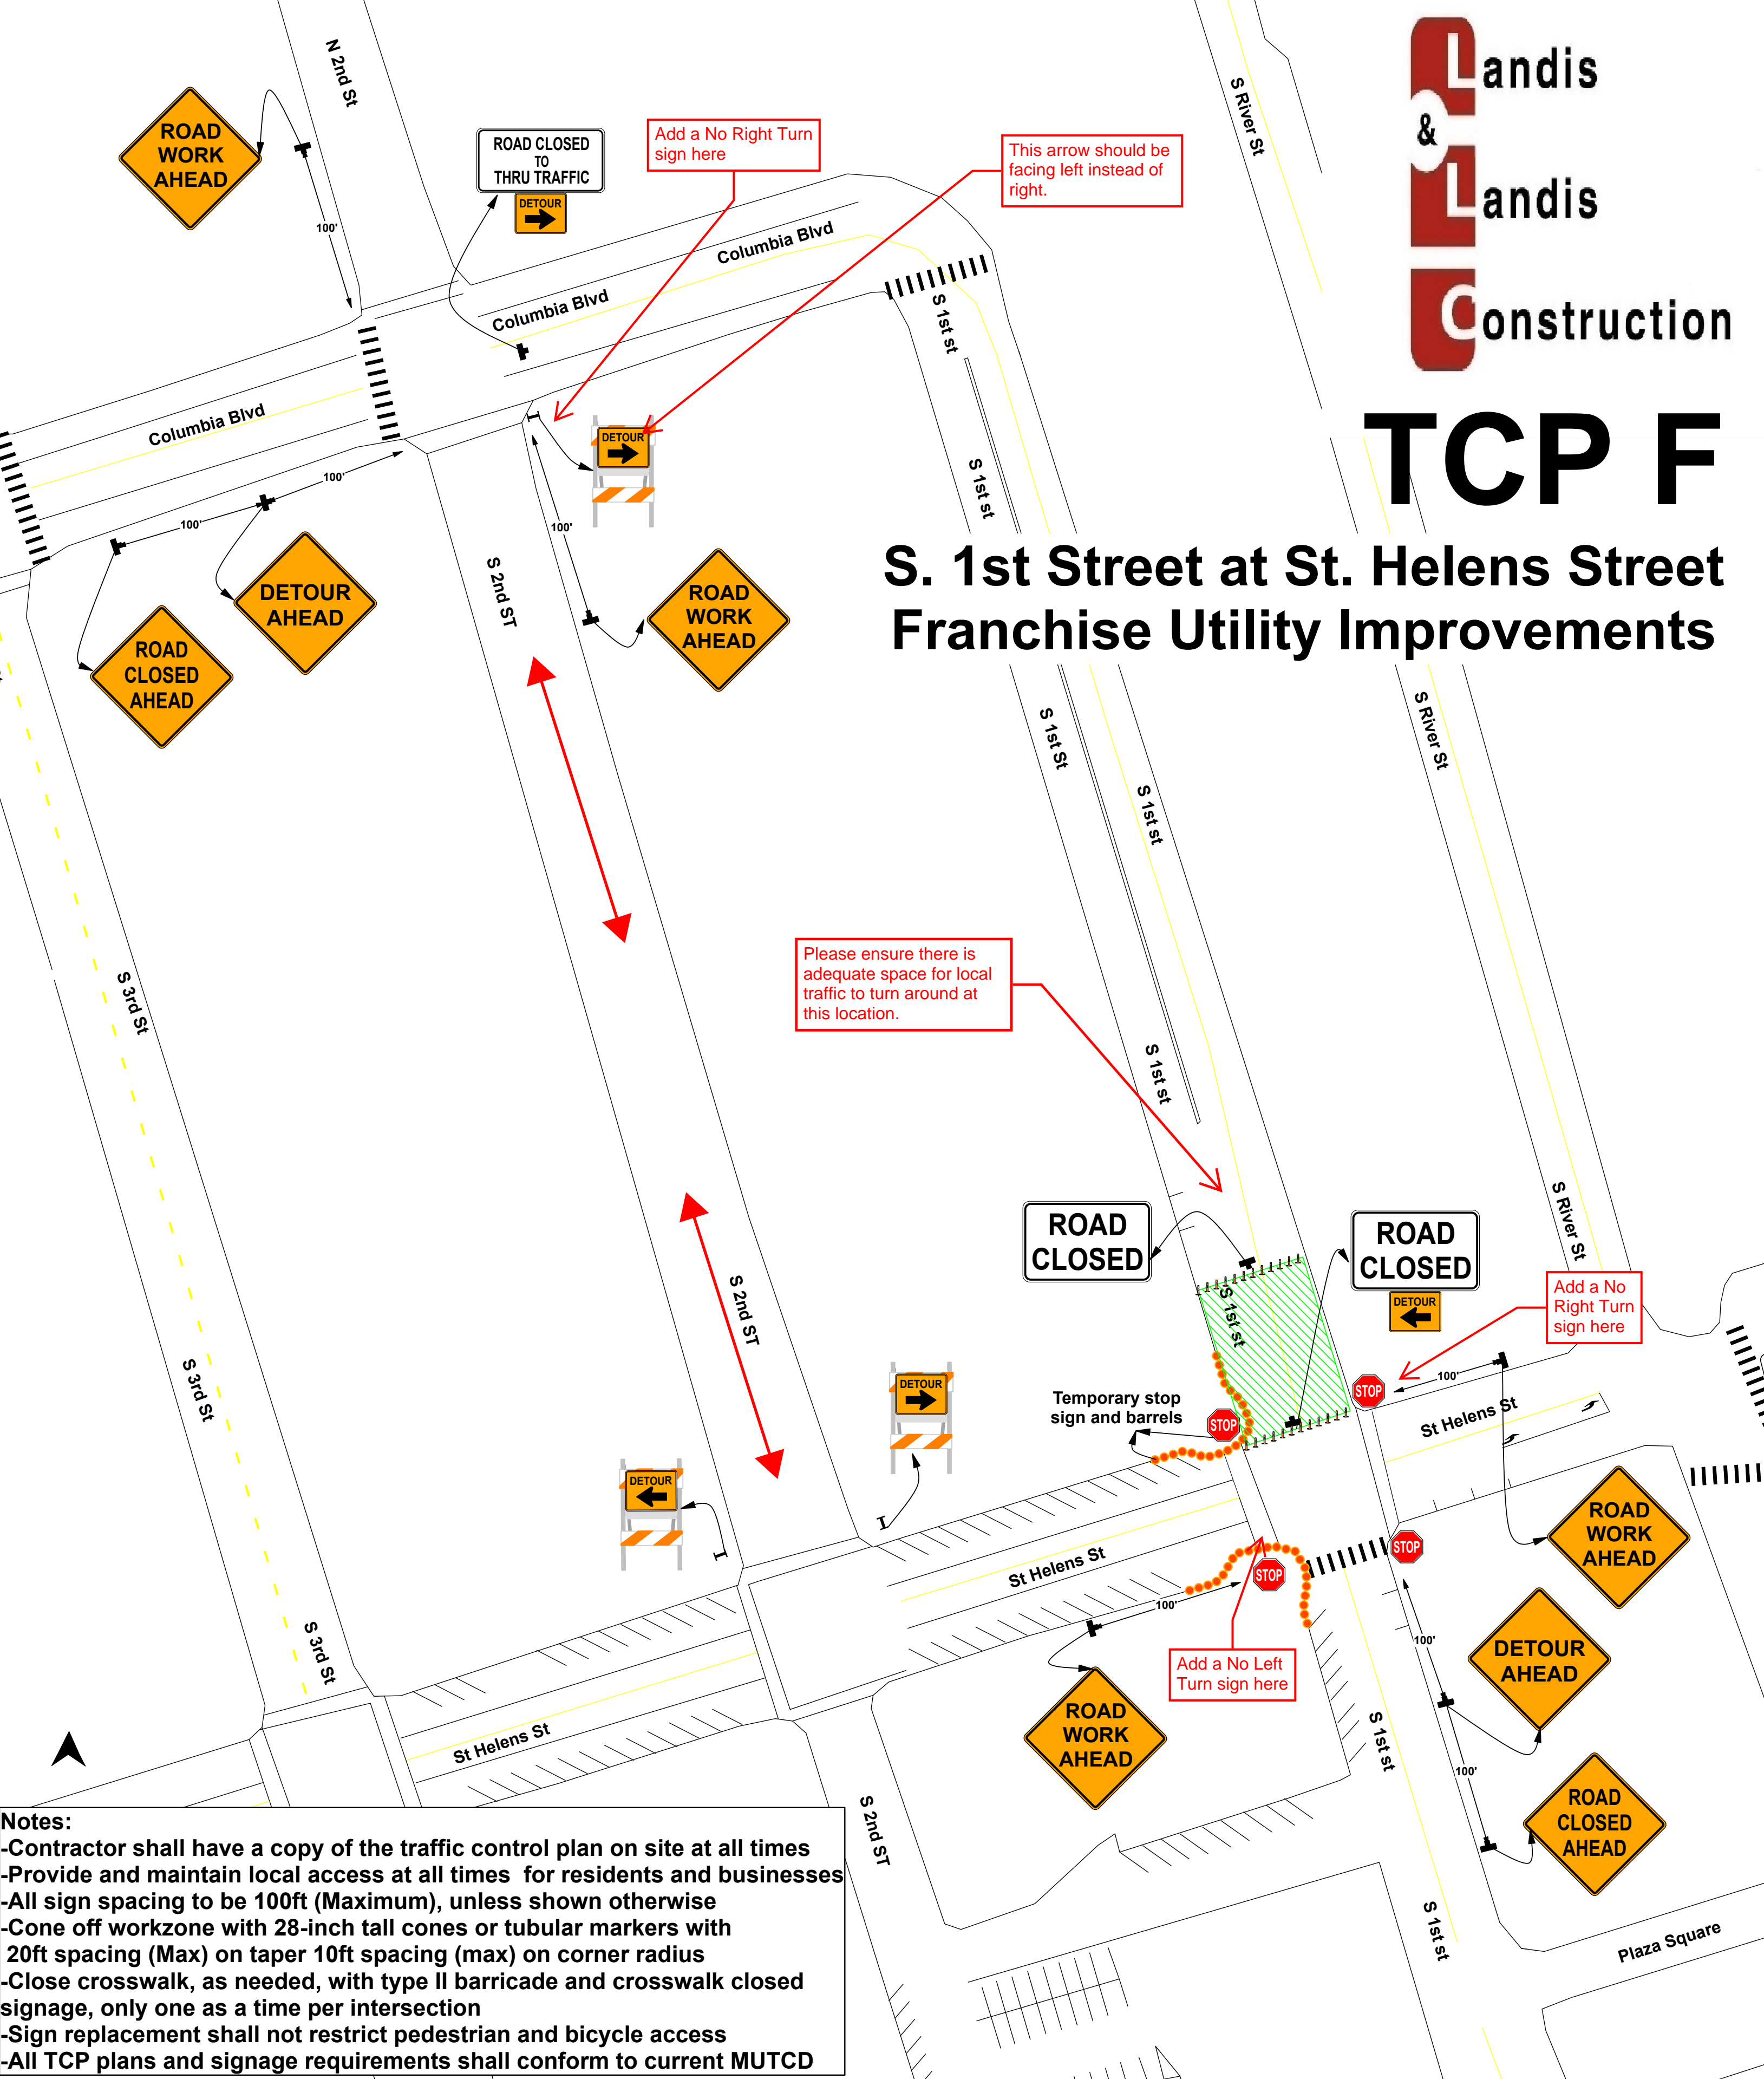 Landis
&
Landis
Construction
TCP F
S. 1st Street at St. Helens Street
Franchise Utility Improvements
N 2nd St
S River St
ROAD
WORK
AHEAD
100'
ROAD CLOSED
TO
THRU TRAFFIC
DETOUR
Add a No Right Turn
sign here
This arrow should be
facing left instead of
right.
Columbia Blvd
Columbia Blvd
Columbia Blvd
S 1st st
DETOUR
100'
100'
100'
S 1st st
S 2nd ST
DETOUR
AHEAD
ROAD
CLOSED
AHEAD
ROAD
WORK
AHEAD
S 1st St
S River St
S 1st st
Please ensure there is
adequate space for local
traffic to turn around at
this location.
S 3rd St
S 1st st
S River St
ROAD
CLOSED
ROAD
CLOSED
DETOUR
Add a No
Right Turn
sign here
S 1st st
S 2nd ST
S 3rd St
DETOUR
Temporary stop
sign and barrels
STOP
STOP
100'
St Helens St
DETOUR
ROAD
WORK
AHEAD
STOP
St Helens St
STOP
100'
S 3rd St
100'
Add a No Left
Turn sign here
DETOUR
AHEAD
ROAD
WORK
AHEAD
St Helens St
S 1st st
100'
ROAD
CLOSED
AHEAD
S 2nd ST
S 1st st
Plaza Square
Notes:
-Contractor shall have a copy of the traffic control plan on site at all times
-Provide and maintain local access at all times for residents and businesses
-All sign spacing to be 100ft (Maximum), unless shown otherwise
-Cone off workzone with 28-inch tall cones or tubular markers with
20ft spacing (Max) on taper 10ft spacing (max) on corner radius
-Close crosswalk, as needed, with type II barricade and crosswalk closed
signage, only one as a time per intersection
-Sign replacement shall not restrict pedestrian and bicycle access
-All TCP plans and signage requirements shall conform to current MUTCD